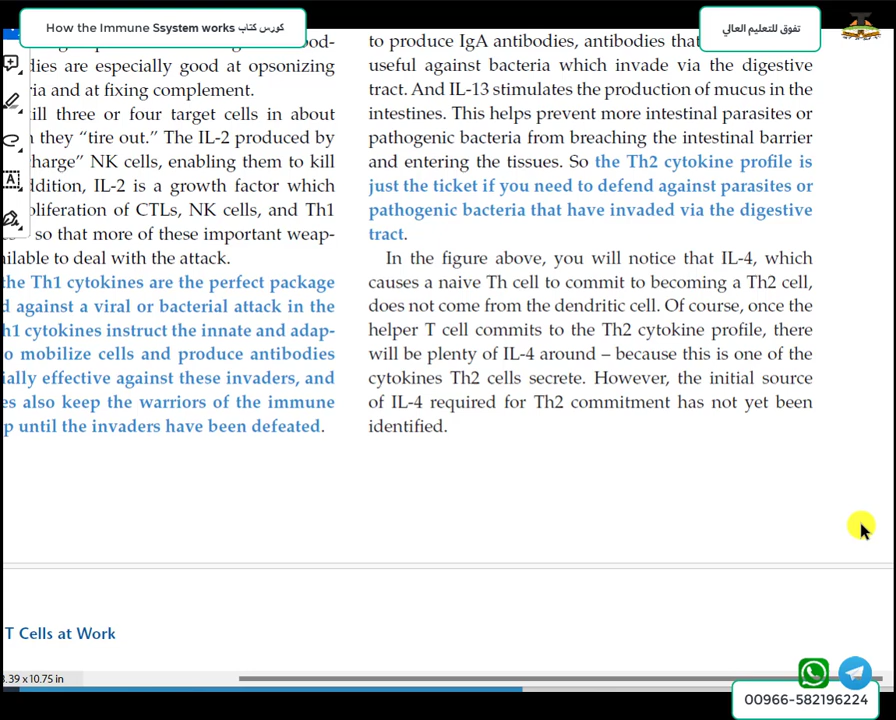 How the Immune Ssystem works كورس كتاب
تفوق للتعليم العالي
dies are especially good at opsonizing
ria and at fixing complement.
ill three or four target cells in about
they “tire out.” The IL-2 produced by
harge” NK cells, enabling them to kill
ddition, IL-2 is a growth factor which
oliferation of CTLs, NK cells, and Th1
so that more of these important weap-
ilable to deal with the attack.
the Th1 cytokines are the perfect package
d against a viral or bacterial attack in the
h1 cytokines instruct the innate and adap-
o mobilize cells and produce antibodies
ially effective against these invaders, and
es also keep the warriors of the immune
p until the invaders have been defeated.
to produce IgA antibodies, antibodies that
useful against bacteria which invade via the digestive
tract. And IL-13 stimulates the production of mucus in the
intestines. This helps prevent more intestinal parasites or
pathogenic bacteria from breaching the intestinal barrier
and entering the tissues. So the Th2 cytokine profile is
just the ticket if you need to defend against parasites or
pathogenic bacteria that have invaded via the digestive
tract.
In the figure above, you will notice that IL-4, which
causes a naive Th cell to commit to becoming a Th2 cell,
does not come from the dendritic cell. Of course, once the
helper T cell commits to the Th2 cytokine profile, there
will be plenty of IL-4 around – because this is one of the
cytokines Th2 cells secrete. However, the initial source
of IL-4 required for Th2 commitment has not yet been
identified.
T Cells at Work
.39 x 10.75 in
00966-582196224